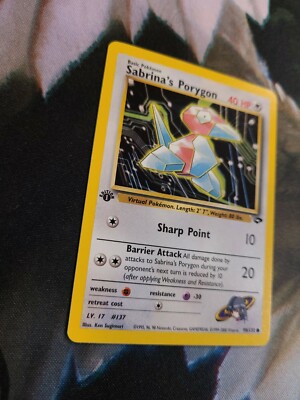 Basic Pokémon
Sabrina's Porygon 40 HP
Virtual Pokémon. Length: 2' 7", Weight: 80 lbs.
Sharp Point 10
Barrier Attack All damage done by
attacks to Sabrina's Porygon during your
opponent's next turn is reduced by 10
(after applying Weakness and Resistance).
20
weakness resistance -30
retreat cost
LV. 17 #137
Illus. Ken Sugimori